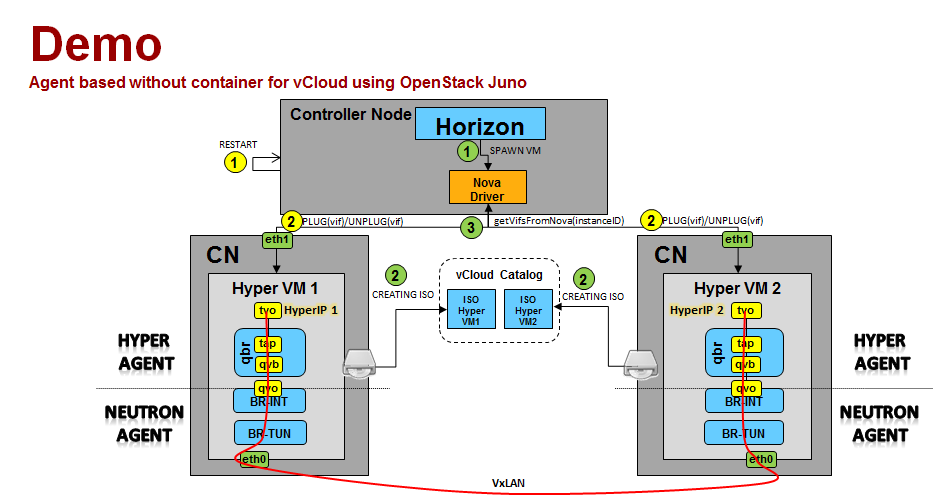 Demo
Agent based without container for vCloud using OpenStack Juno
Controller Node
Horizon
RESTART
1
1
SPAWN VM
Nova
Driver
2
PLUG(vif)/UNPLUG(vif)
3
getVifsFromNova(instanceID)
2
PLUG(vif)/UNPLUG(vif)
eth1
eth1
CN
Hyper VM 1
tvo
HyperIP 1
qbr
tap
qvb
qvo
BR-INT
BR-TUN
eth0
2
CREATING ISO
vCloud Catalog
ISO
Hyper
VM1
ISO
Hyper
VM2
2
CREATING ISO
CN
Hyper VM 2
HyperIP 2
tvo
qbr
tap
qvb
qvo
BR-INT
BR-TUN
eth0
HYPER
AGENT
NEUTRON
AGENT
HYPER
AGENT
NEUTRON
AGENT
VxLAN